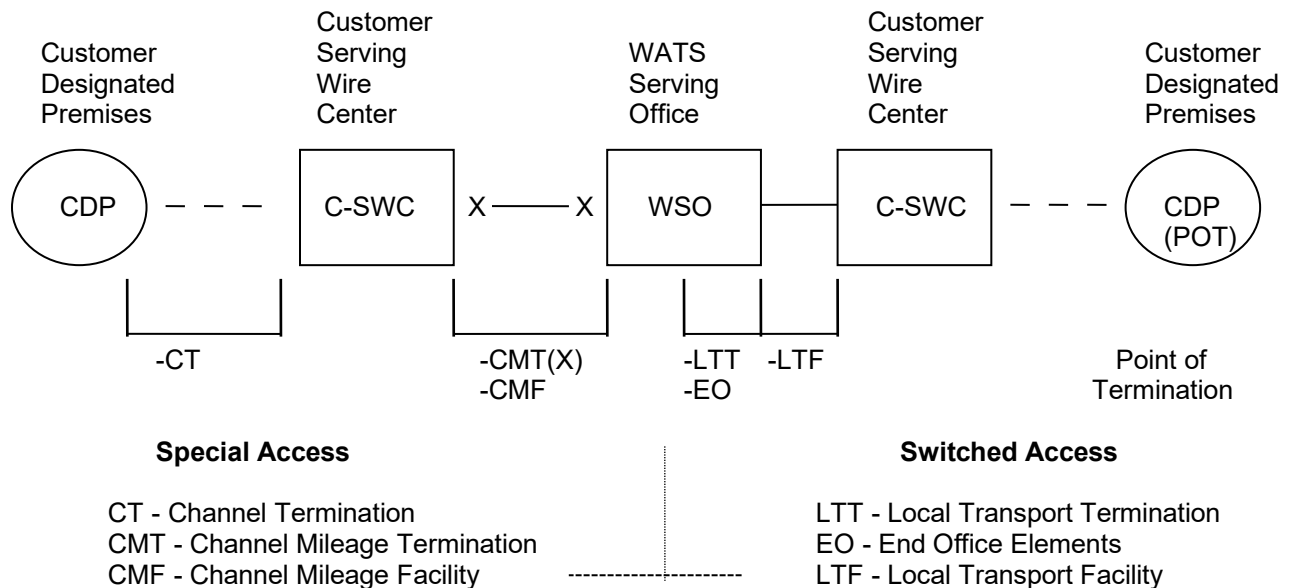 Customer
Designated
Premises
Customer
Serving
Wire
Center
WATS
Serving
Office
Customer
Serving
Wire
Center
Customer
Designated
Premises
CDP
C-SWC
X
X
WSO
C-SWC
CDP
(POT)
-CT
-CMT(X)
-CMF
-LTT
-EO
-LTF
Point of
Termination
Special Access
CT - Channel Termination
CMT - Channel Mileage Termination
CMF - Channel Mileage Facility
Switched Access
LTT - Local Transport Termination
EO - End Office Elements
LTF - Local Transport Facility